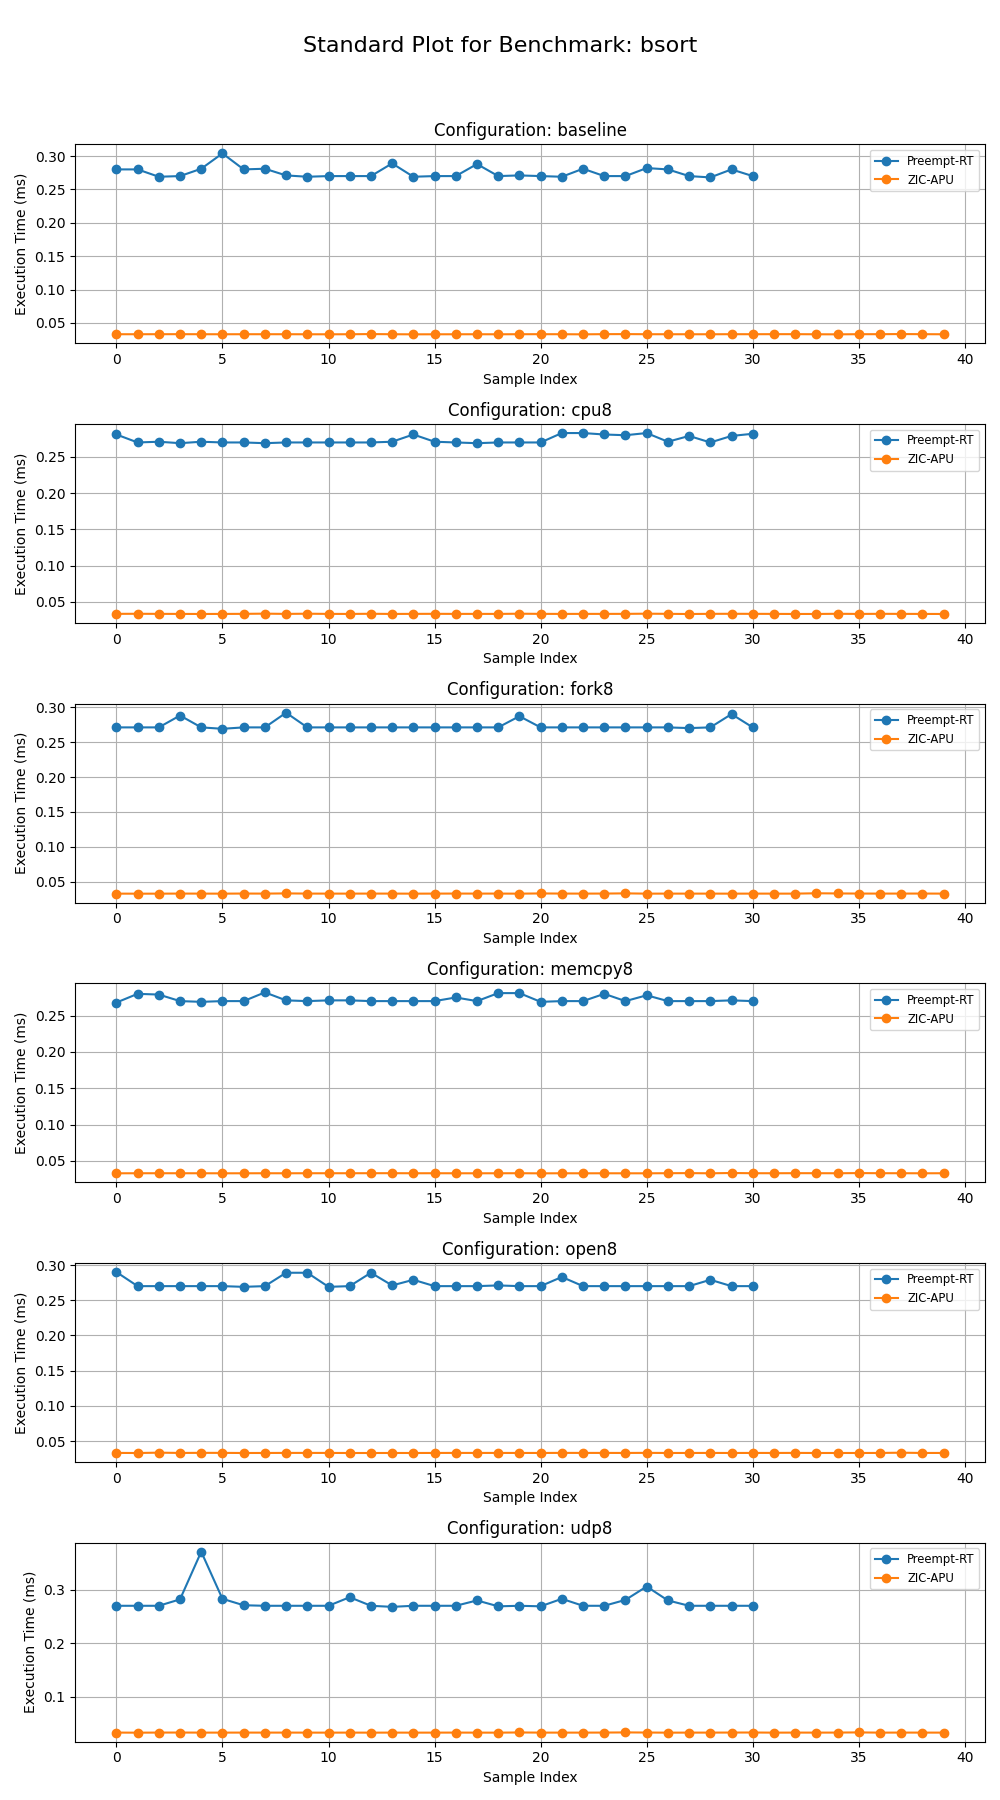 Standard Plot for Benchmark: bsort
Configuration: baseline
Execution Time (ms)
0.30
0.25
0.20
0.15
0.10
0.05
Preempt-RT
ZIC-APU
0 5 10 15 20 25 30 35 40
Sample Index
Configuration: cpu8
Execution Time (ms)
0.25
0.20
0.15
0.10
0.05
Preempt-RT
ZIC-APU
0 5 10 15 20 25 30 35 40
Sample Index
Configuration: fork8
Execution Time (ms)
0.30
0.25
0.20
0.15
0.10
0.05
Preempt-RT
ZIC-APU
0 5 10 15 20 25 30 35 40
Sample Index
Configuration: memcpy8
Execution Time (ms)
0.25
0.20
0.15
0.10
0.05
Preempt-RT
ZIC-APU
0 5 10 15 20 25 30 35 40
Sample Index
Configuration: open8
Execution Time (ms)
0.30
0.25
0.20
0.15
0.10
0.05
Preempt-RT
ZIC-APU
0 5 10 15 20 25 30 35 40
Sample Index
Configuration: udp8
Execution Time (ms)
0.3
0.2
0.1
Preempt-RT
ZIC-APU
0 5 10 15 20 25 30 35 40
Sample Index